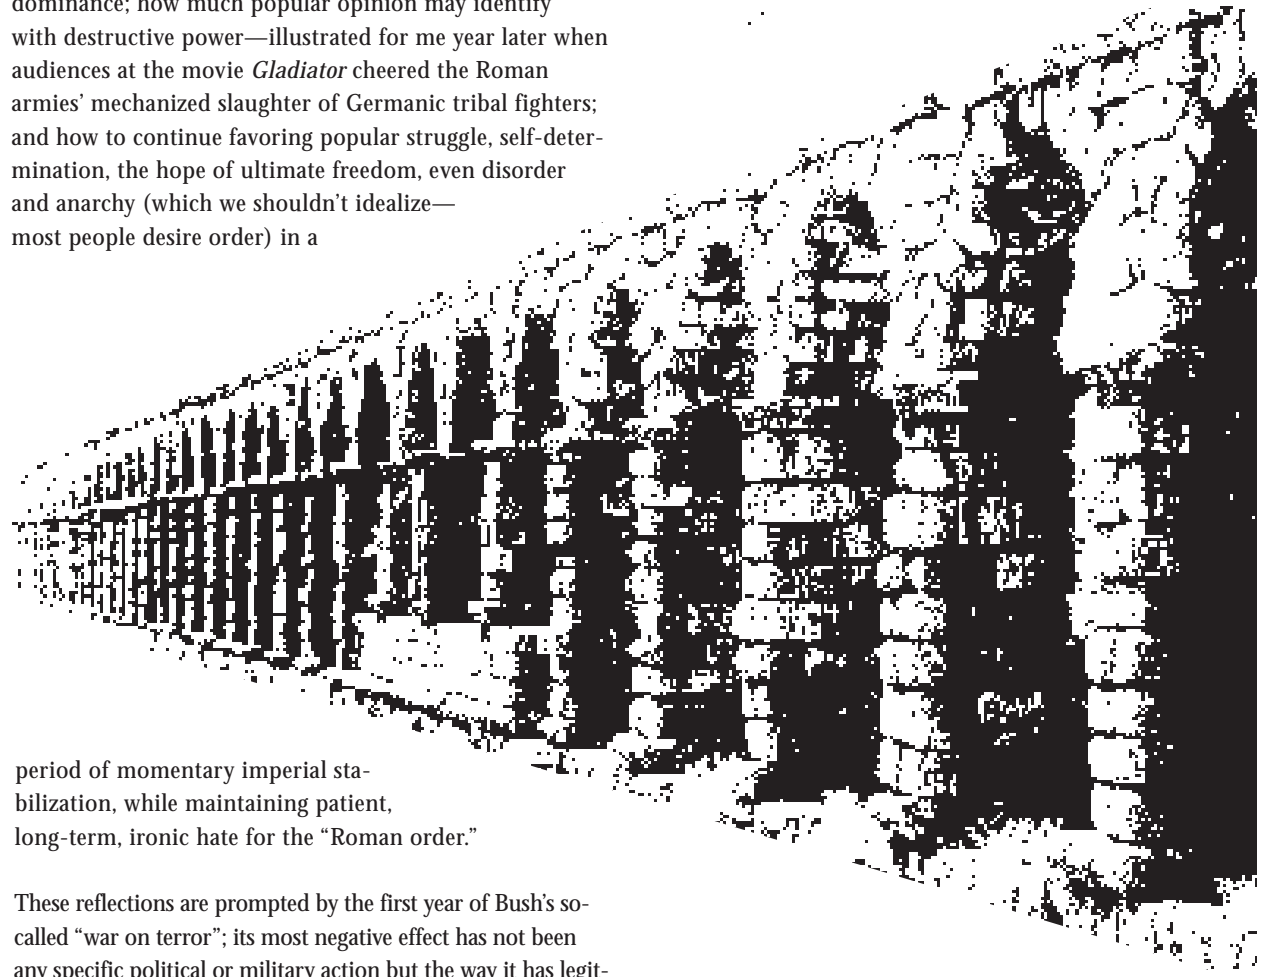 dominance; how much popular opinion may identify
with destructive power—illustrated for me year later when
audiences at the movie Gladiator cheered the Roman
armies’ mechanized slaughter of Germanic tribal fighters;
and how to continue favoring popular struggle, self-deter-
mination, the hope of ultimate freedom, even disorder
and anarchy (which we shouldn’t idealize—
most people desire order) in a
period of momentary imperial sta-
bilization, while maintaining patient,
long-term, ironic hate for the “Roman order.”
These reflections are prompted by the first year of Bush’s so-
called “war on terror”; its most negative effect has not been
any specific political or military action but the way it has legit-